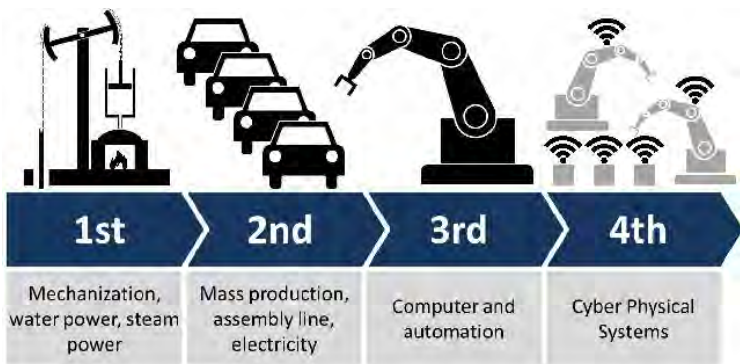 1st
2nd
3rd
4th
Mechanization,
water power, steam
power
Mass production,
assembly line,
electricity
Computer and
automation
Cyber Physical
Systems